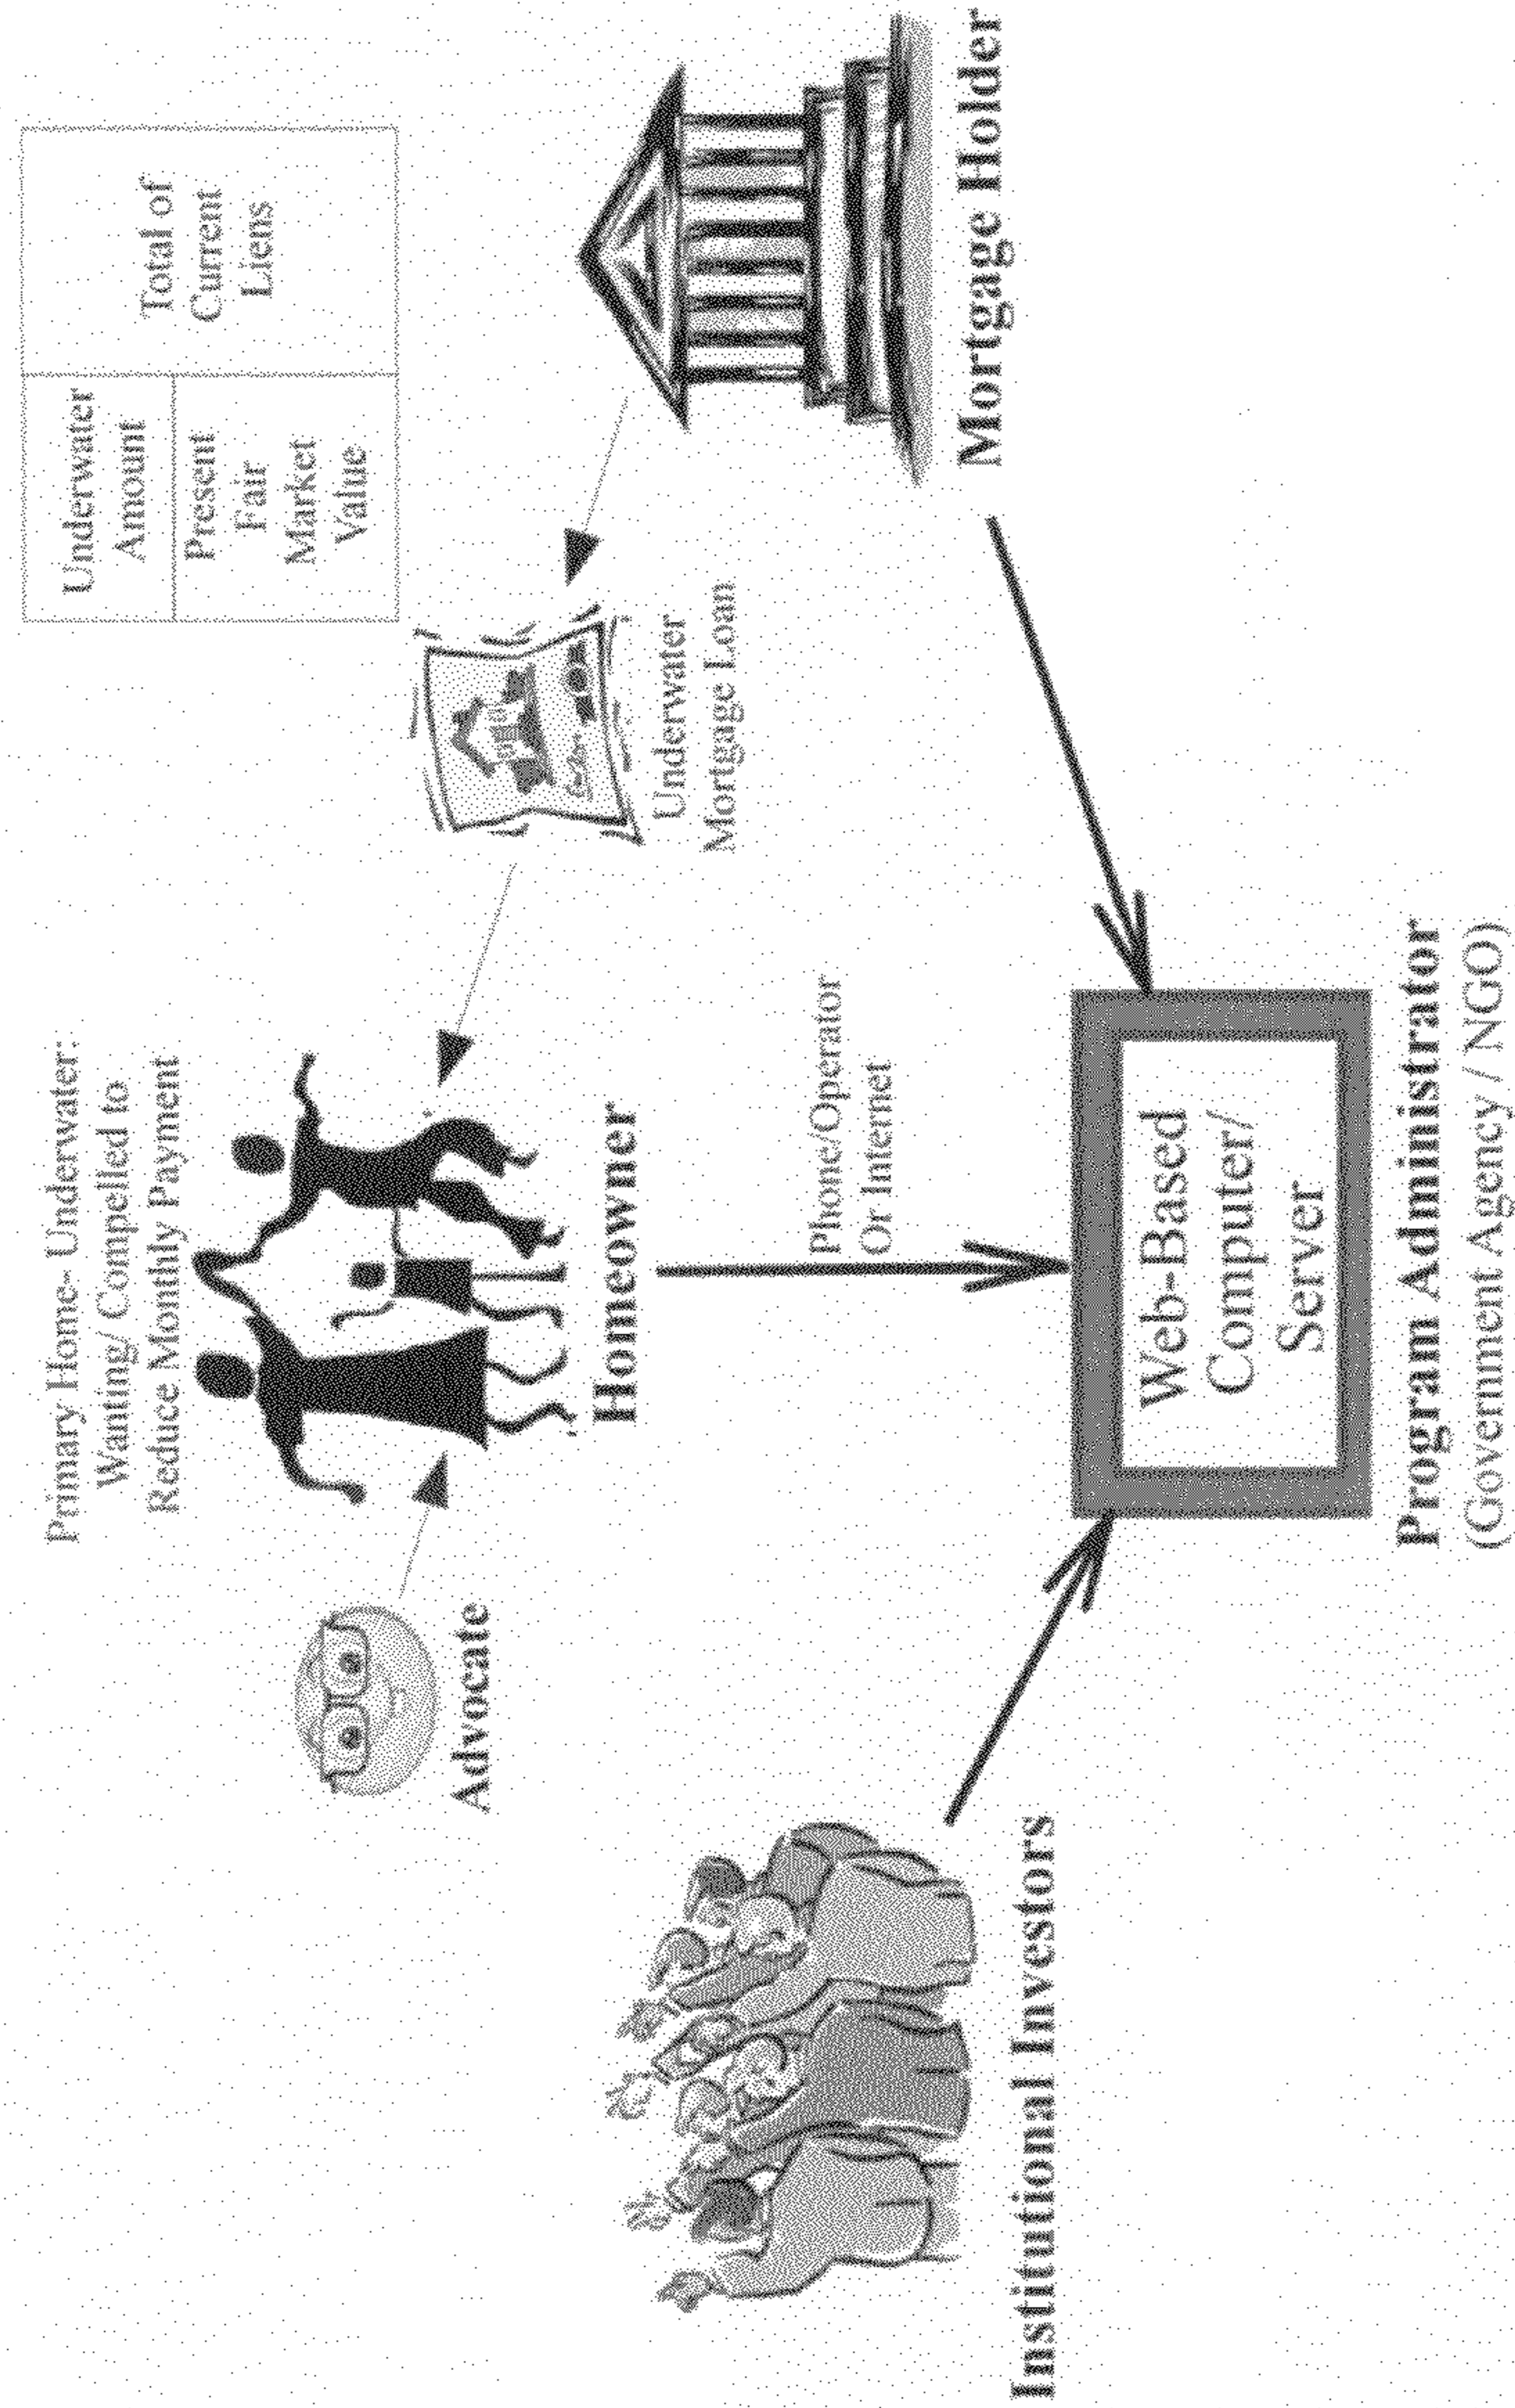 Primary Home- Underwater:
Wanting/ Compelled to
Reduce Monthly Payment
Underwater
Amount
Present
Fair
Market
Value
Total of
Current
Liens
Advocate
Homeowner
Underwater
Mortgage Loan
Mortgage Holder
Institutional Investors
Phone/Operator
Or Internet
Web-Based
Computer/
Server
Program Administrator
(Government Agency / NGO)